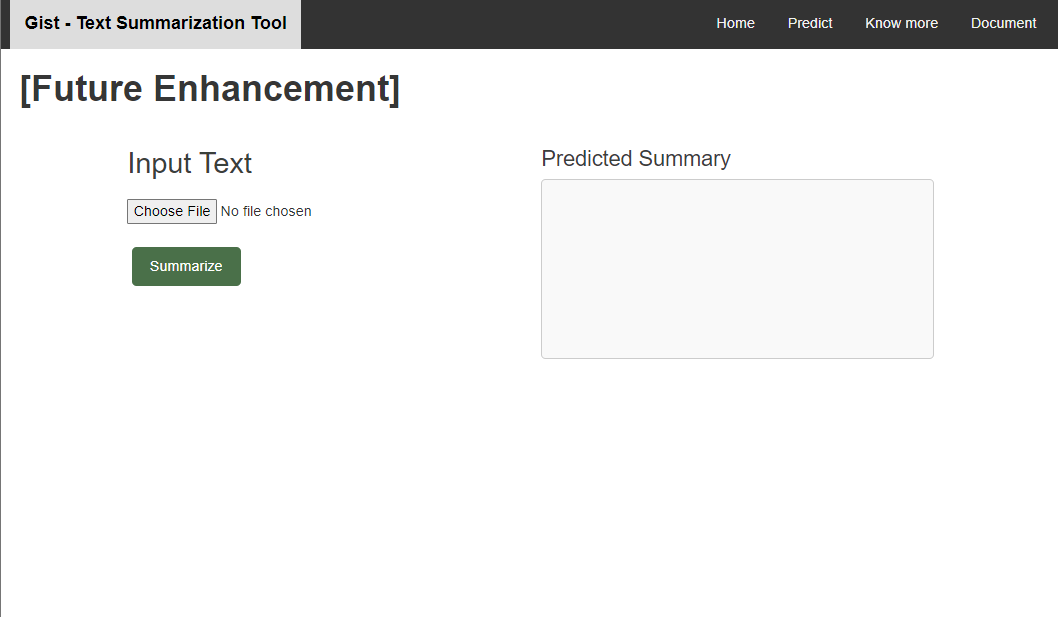 Gist - Text Summarization Tool
Home Predict Know more Document
[Future Enhancement]
Input Text
Choose File No file chosen
Summarize
Predicted Summary